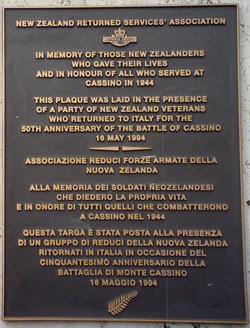 NEW ZEALAND RETURNED SERVICES' ASSOCIATION
IN MEMORY OF THOSE NEW ZEALANDERS
WHO GAVE THEIR LIVES
AND IN HONOUR OF ALL WHO SERVED AT
CASSINO IN 1944
THIS PLAQUE WAS LAID IN THE PRESENCE
OF A PARTY OF NEW ZEALAND VETERANS
WHO RETURNED TO ITALY FOR THE
50TH ANNIVERSARY OF THE BATTLE OF CASSINO
16 MAY 1994
ASSOCIAZIONE REDUCI FORZE ARMATE DELLA
NUOVA ZELANDA
ALLA MEMORIA DEI SOLDATI NEOZELANDESI
CHE DIEDERO LA PROPRIA VITA
E IN ONORE DI TUTTI QUELLI CHE COMBATTERONO
A CASSINO NEL 1944
QUESTA TARGA È STATA POSTA ALLA PRESENZA
DI UN GRUPPO DI REDUCI DELLA NUOVA ZELANDA
RITORNATI IN ITALIA IN OCCASIONE DEL
CINQUANTESIMO ANNIVERSARIO DELLA
BATTAGLIA DI MONTE CASSINO
16 MAGGIO 1994